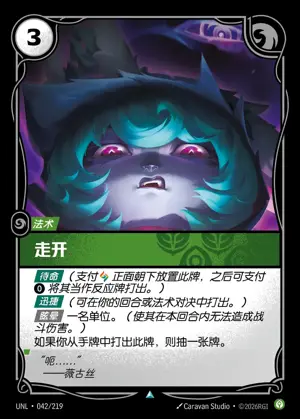 3
法术
走开
待命 (支付 正面朝下放置此牌，之后可支付
0 将其当作反应牌打出。)
迅捷 (可在你的回合或法术对决中打出。)
眩晕 一名单位。(使其在本回合内无法造成战
斗伤害。)
如果你从手牌中打出此牌，则抽一张牌。
“呃……”
——薇古丝
UNL • 042/219
Caravan Studio ©2026RGI